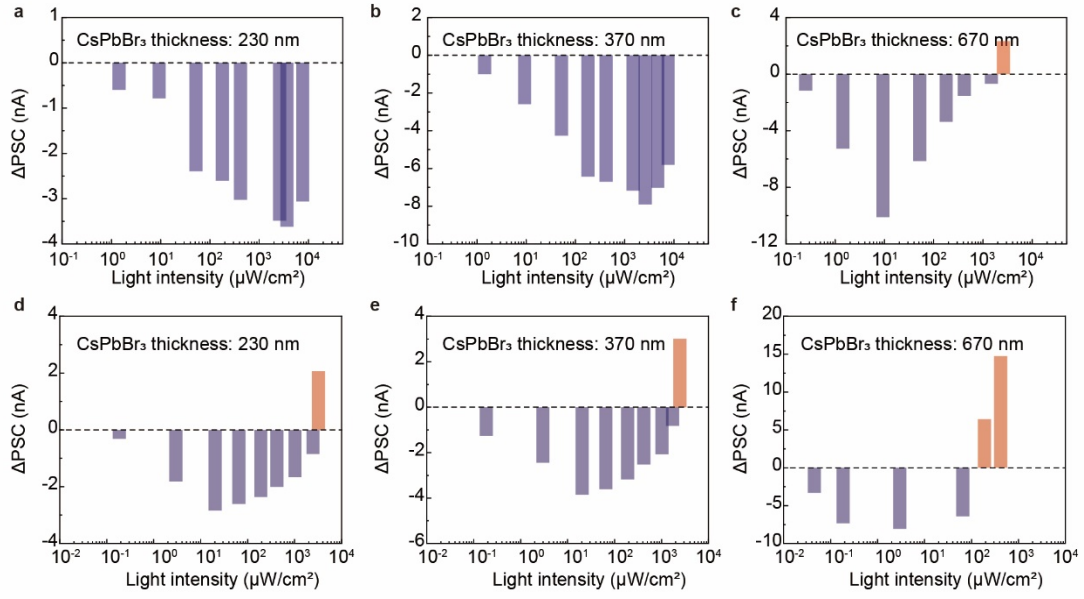 a
1
0
-1
-2
-3
-4
ΔPSC (nA)
CsPbBr₃ thickness: 230 nm
10⁻¹ 10⁰ 10¹ 10² 10³ 10⁴
Light intensity (µW/cm²)
b
2
0
-2
-4
-6
-8
-10
ΔPSC (nA)
CsPbBr₃ thickness: 370 nm
10⁻¹ 10⁰ 10¹ 10² 10³ 10⁴
Light intensity (µW/cm²)
c
4
0
-4
-8
-12
ΔPSC (nA)
CsPbBr₃ thickness: 670 nm
10⁻¹ 10⁰ 10¹ 10² 10³ 10⁴
Light intensity (µW/cm²)
d
4
2
0
-2
-4
ΔPSC (nA)
CsPbBr₃ thickness: 230 nm
10⁻² 10⁻¹ 10⁰ 10¹ 10² 10³ 10⁴
Light intensity (µW/cm²)
e
4
2
0
-2
-4
-6
ΔPSC (nA)
CsPbBr₃ thickness: 370 nm
10⁻² 10⁻¹ 10⁰ 10¹ 10² 10³ 10⁴
Light intensity (µW/cm²)
f
20
15
10
5
0
-5
-10
ΔPSC (nA)
CsPbBr₃ thickness: 670 nm
10⁻² 10⁻¹ 10⁰ 10¹ 10² 10³ 10⁴
Light intensity (µW/cm²)